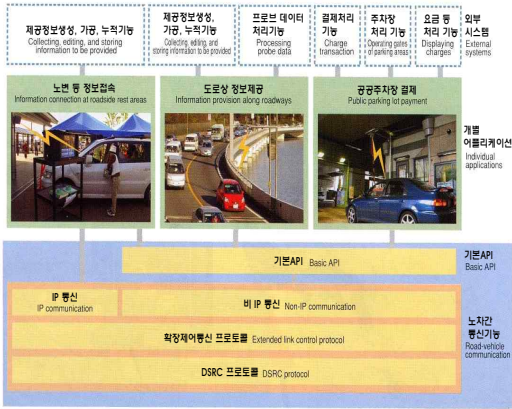 제공정보생성, 가공, 누적기능
Collecting, editing, and storing
information to be provided
제공정보생성,
가공, 누적기능
Collecting, editing, and
storing information to be provided
프로브 데이터
처리기능
Processing
probe data
결제처리
기능
Charge
transaction
주차장
처리 기능
Operating gates
of parking areas
요금 등
처리 기능
Displaying
charges
외부
시스템
External
systems
노변 등 정보접속
Information connection at roadside rest areas
도로상 정보제공
Information provision along roadways
공공주차장 결제
Public parking lot payment
개별
어플리케이션
Individual
applications
기본API Basic API
기본API
Basic API
IP 통신
IP communication
비 IP 통신 Non-IP communication
확장제어통신 프로토콜 Extended link control protocol
DSRC 프로토콜 DSRC protocol
노차간
통신기능
Road-vehicle
communication